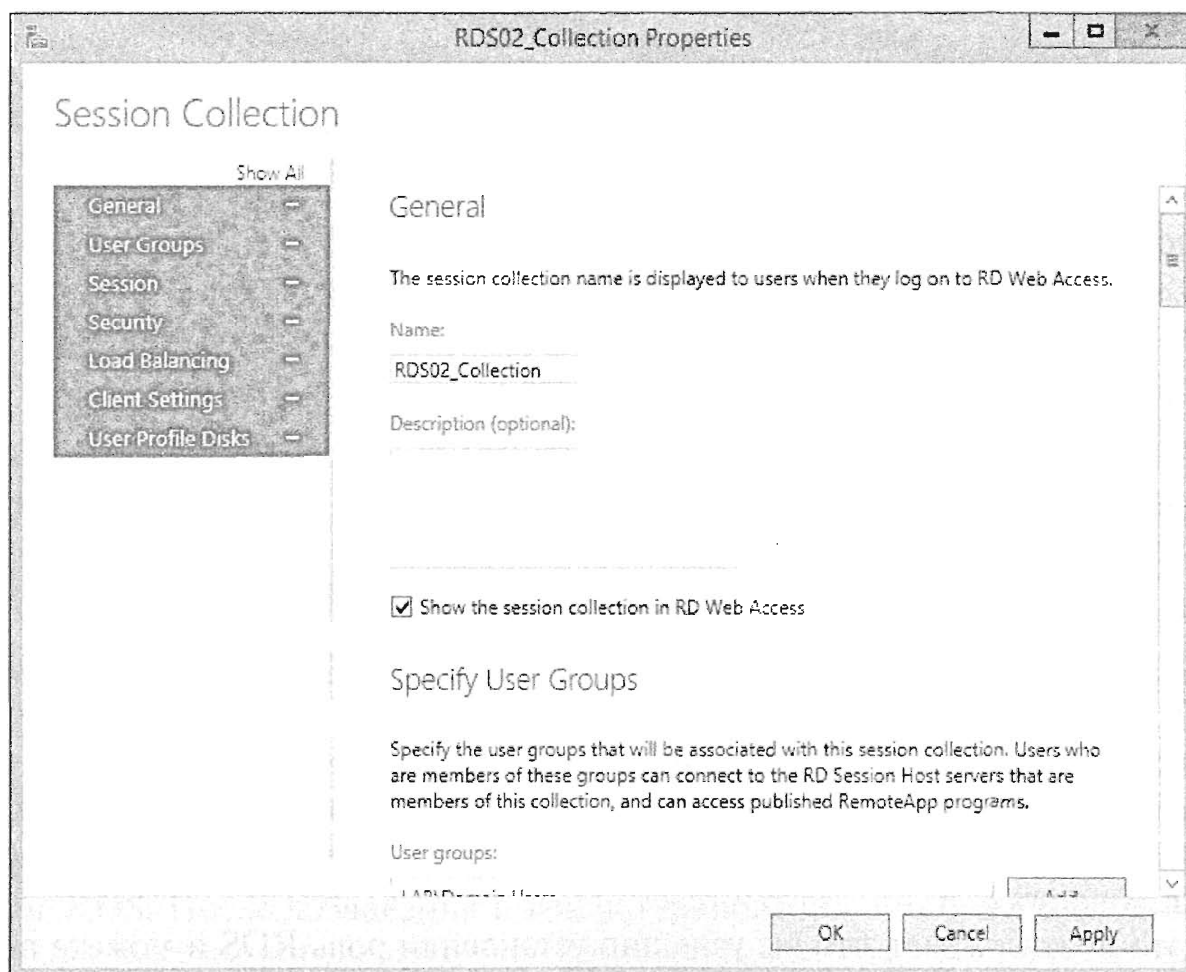 RDS02_Collection Properties
Session Collection
Show All
General
User Groups
Session
Security
Load Balancing
Client Settings
User Profile Disks
General
The session collection name is displayed to users when they log on to RD Web Access.
Name:
RDS02_Collection
Description (optional):
Show the session collection in RD Web Access
Specify User Groups
Specify the user groups that will be associated with this session collection. Users who
are members of these groups can connect to the RD Session Host servers that are
members of this collection, and can access published RemoteApp programs.
User groups:
LAB\Domain Users
Add...
OK
Cancel
Apply